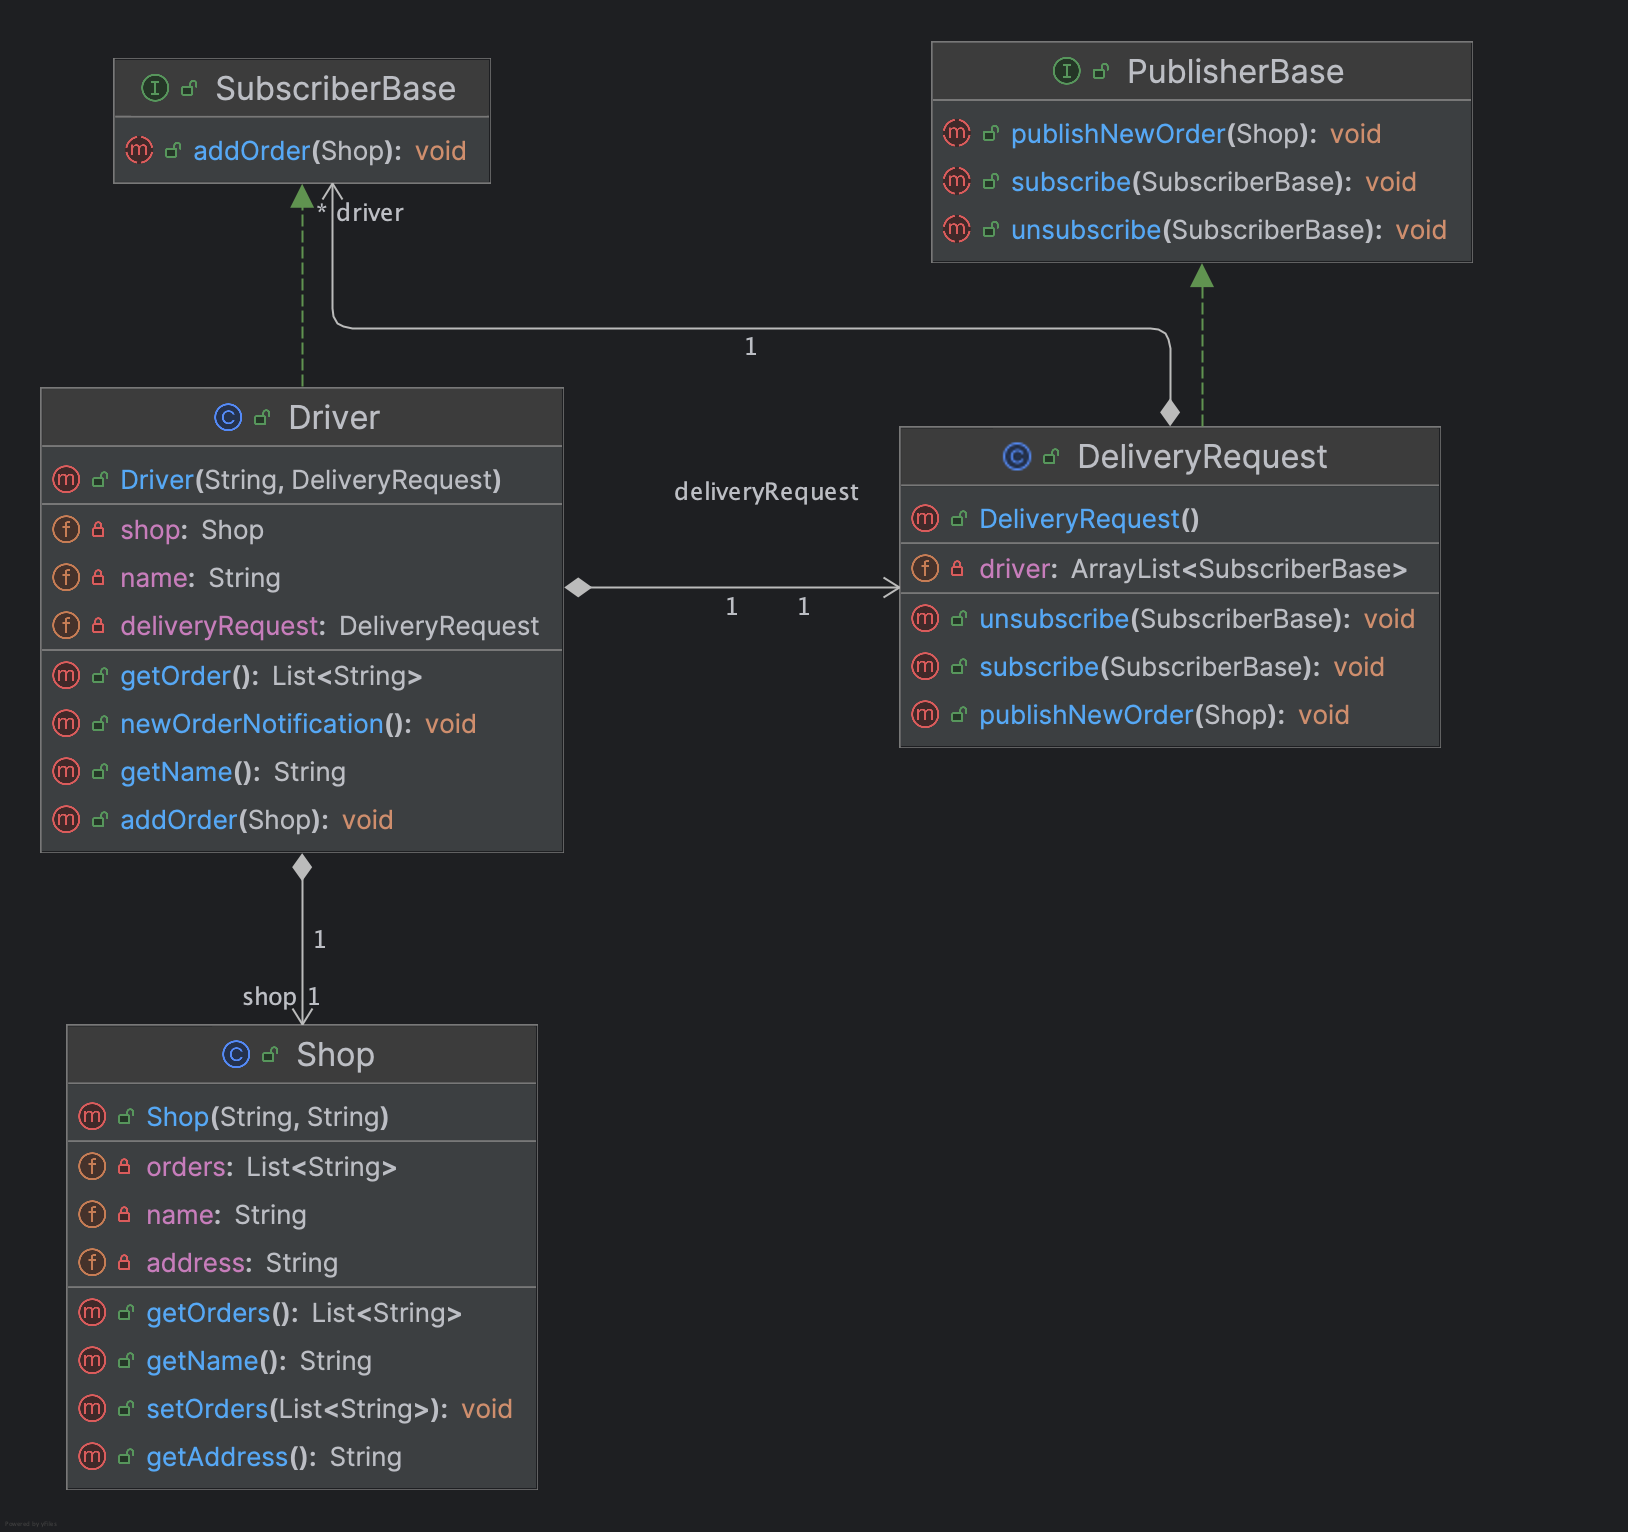 SubscriberBase
addOrder(Shop): void
PublisherBase
publishNewOrder(Shop): void
subscribe(SubscriberBase): void
unsubscribe(SubscriberBase): void
* driver
1
Driver
Driver(String, DeliveryRequest)
shop: Shop
name: String
deliveryRequest: DeliveryRequest
getOrder(): List<String>
newOrderNotification(): void
getName(): String
addOrder(Shop): void
deliveryRequest
1 1
DeliveryRequest
DeliveryRequest()
driver: ArrayList<SubscriberBase>
unsubscribe(SubscriberBase): void
subscribe(SubscriberBase): void
publishNewOrder(Shop): void
1
shop 1
Shop
Shop(String, String)
orders: List<String>
name: String
address: String
getOrders(): List<String>
getName(): String
setOrders(List<String>): void
getAddress(): String
Powered by yFiles